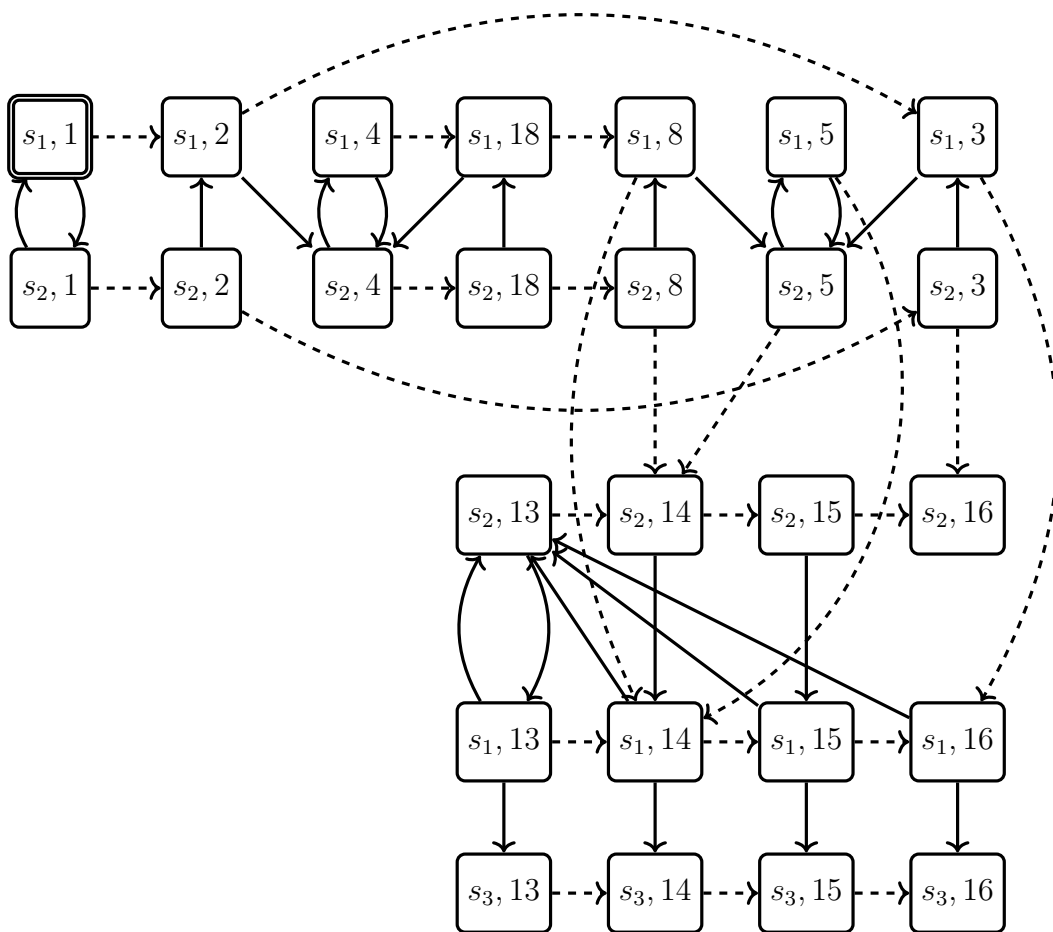 s₁, 1 s₁, 2 s₁, 4 s₁, 18 s₁, 8 s₁, 5 s₁, 3
s₂, 1 s₂, 2 s₂, 4 s₂, 18 s₂, 8 s₂, 5 s₂, 3
s₂, 13 s₂, 14 s₂, 15 s₂, 16
s₁, 13 s₁, 14 s₁, 15 s₁, 16
s₃, 13 s₃, 14 s₃, 15 s₃, 16